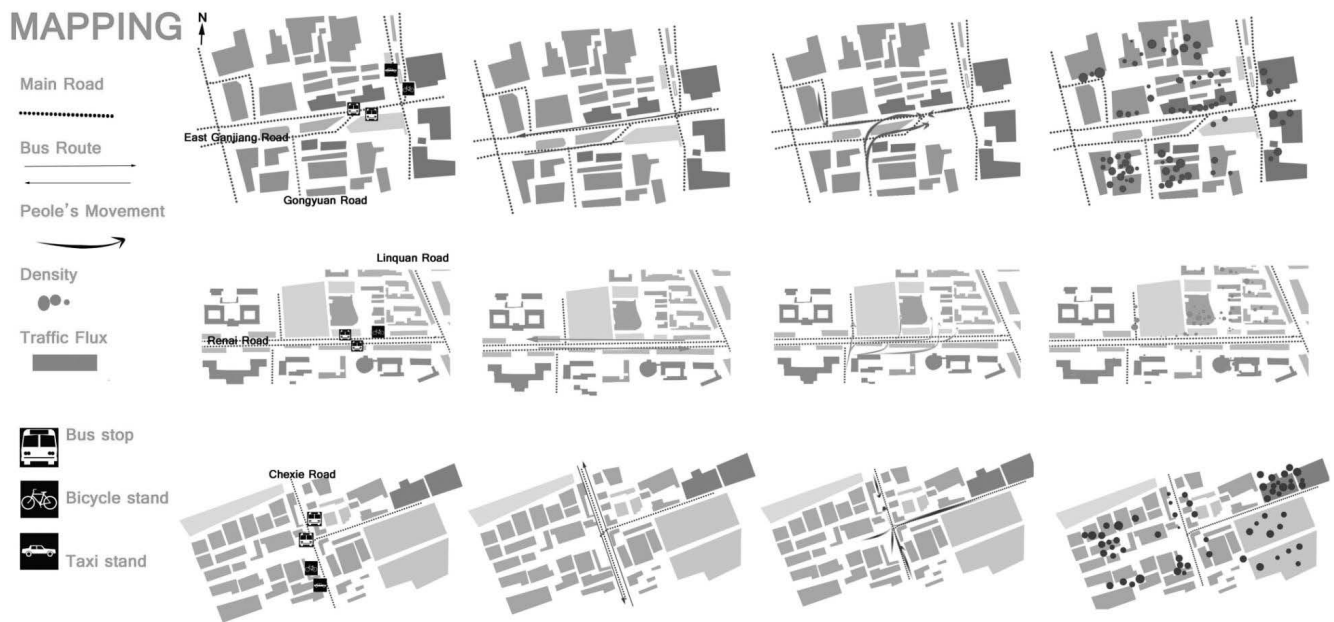 MAPPING
N
Main Road
East Ganjiang Road
Bus Route
Gongyuan Road
Peole's Movement
Linquan Road
Density
Traffic Flux
Renai Road
Bus stop
Chexie Road
Bicycle stand
Taxi stand